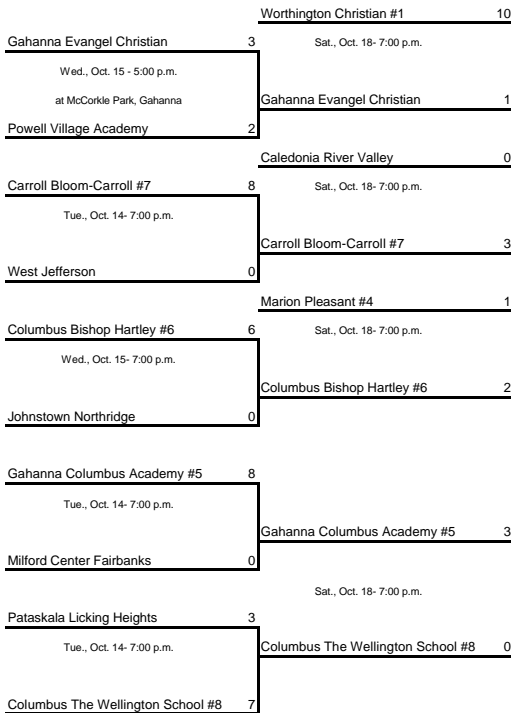 Worthington Christian #1 10
Gahanna Evangel Christian 3
Sat., Oct. 18- 7:00 p.m.
Wed., Oct. 15 - 5:00 p.m.
at McCorkle Park, Gahanna
Gahanna Evangel Christian 1
Powell Village Academy 2
Caledonia River Valley 0
Carroll Bloom-Carroll #7 8
Sat., Oct. 18- 7:00 p.m.
Tue., Oct. 14- 7:00 p.m.
Carroll Bloom-Carroll #7 3
West Jefferson 0
Marion Pleasant #4 1
Columbus Bishop Hartley #6 6
Sat., Oct. 18- 7:00 p.m.
Wed., Oct. 15- 7:00 p.m.
Columbus Bishop Hartley #6 2
Johnstown Northridge 0
Gahanna Columbus Academy #5 8
Tue., Oct. 14- 7:00 p.m.
Gahanna Columbus Academy #5 3
Milford Center Fairbanks 0
Sat., Oct. 18- 7:00 p.m.
Pataskala Licking Heights 3
Tue., Oct. 14- 7:00 p.m.
Columbus The Wellington School #8 0
Columbus The Wellington School #8 7